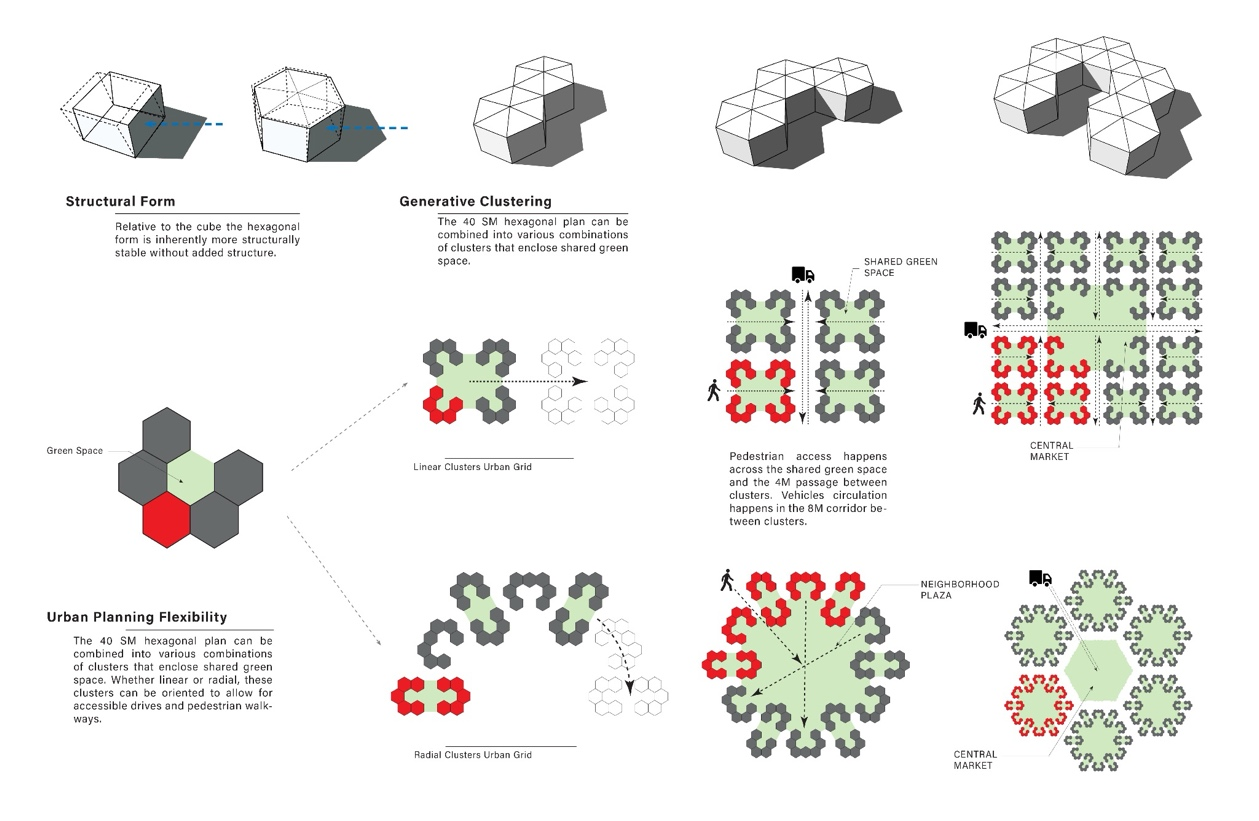 Structural Form
Relative to the cube the hexagonal
form is inherently more structurally
stable without added structure.
Generative Clustering
The 40 SM hexagonal plan can be
combined into various combinations
of clusters that enclose shared green
space.
SHARED GREEN
SPACE
CENTRAL
MARKET
Green Space
Linear Clusters Urban Grid
Pedestrian access happens
across the shared green space
and the 4M passage between
clusters. Vehicles circulation
happens in the 8M corridor be-
tween clusters.
Urban Planning Flexibility
The 40 SM hexagonal plan can be
combined into various combinations
of clusters that enclose shared green
space. Whether linear or radial, these
clusters can be oriented to allow for
accessible drives and pedestrian walk-
ways.
Radial Clusters Urban Grid
NEIGHBORHOOD
PLAZA
CENTRAL
MARKET